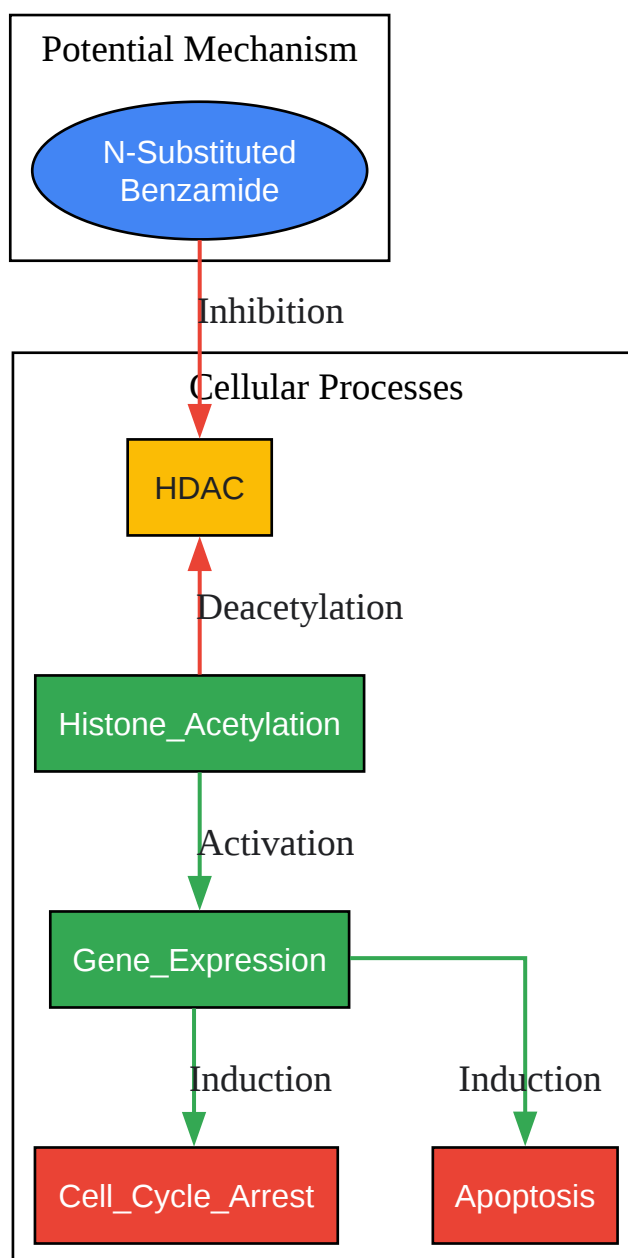 Potential Mechanism
N-Substituted
Benzamide
Inhibition
Cellular Processes
HDAC
Deacetylation
Histone_Acetylation
Activation
Gene_Expression
Induction
Induction
Cell_Cycle_Arrest
Apoptosis